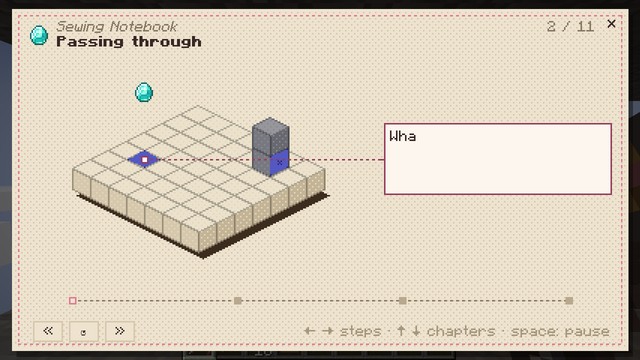 Sewing Notebook
2 / 11 ×
Passing through
Wha
« ↺ » ← → steps · ↑ ↓ chapters · space: pause